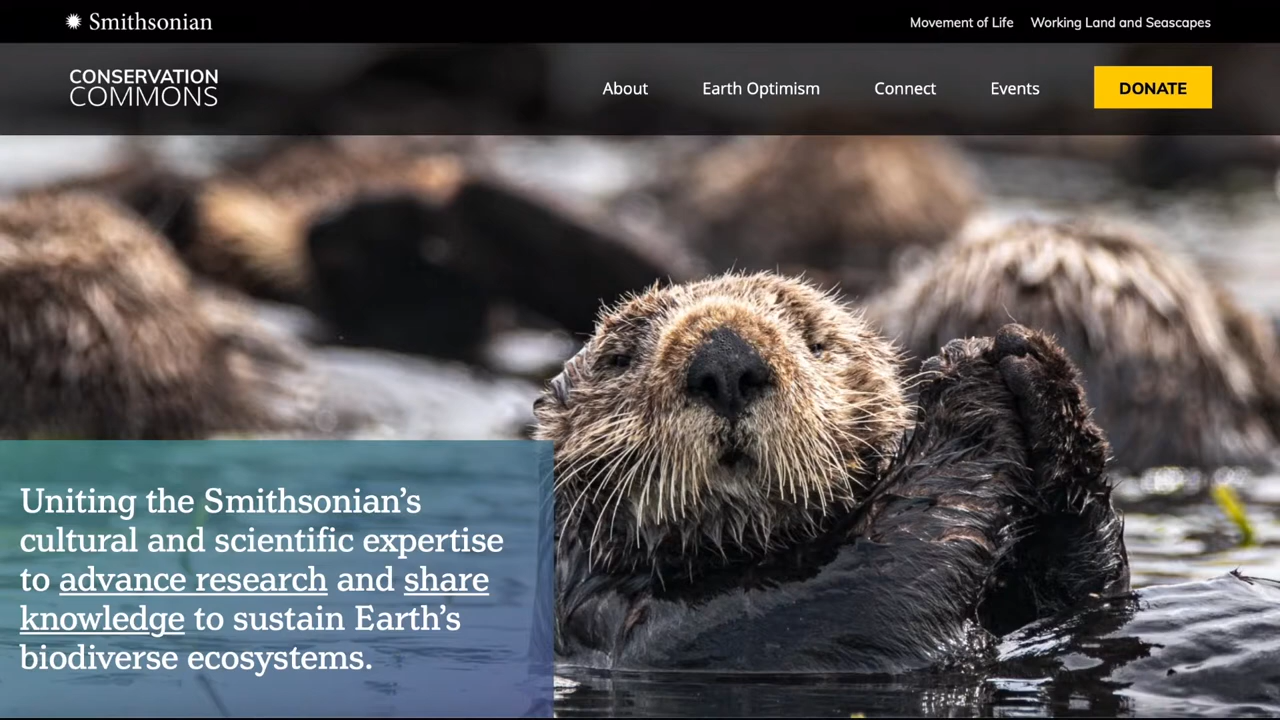 Smithsonian
Movement of Life
Working Land and Seascapes
CONSERVATION
COMMONS
About
Earth Optimism
Connect
Events
DONATE
Uniting the Smithsonian’s
cultural and scientific expertise
to advance research and share
knowledge to sustain Earth’s
biodiverse ecosystems.